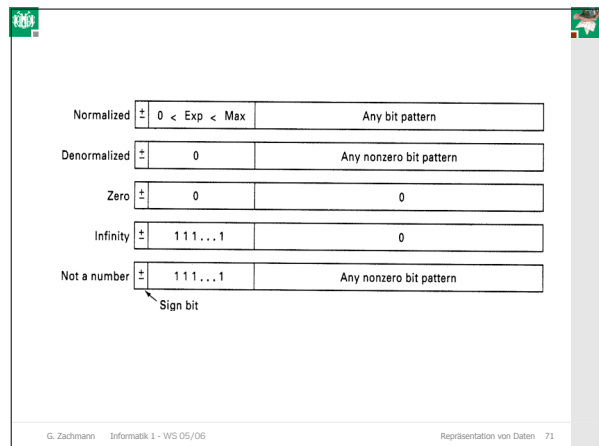 Normalized ± 0 < Exp < Max Any bit pattern
Denormalized ± 0 Any nonzero bit pattern
Zero ± 0 0
Infinity ± 111...1 0
Not a number ± 111...1 Any nonzero bit pattern
Sign bit
G. Zachmann Informatik 1 - WS 05/06 Repräsentation von Daten 71